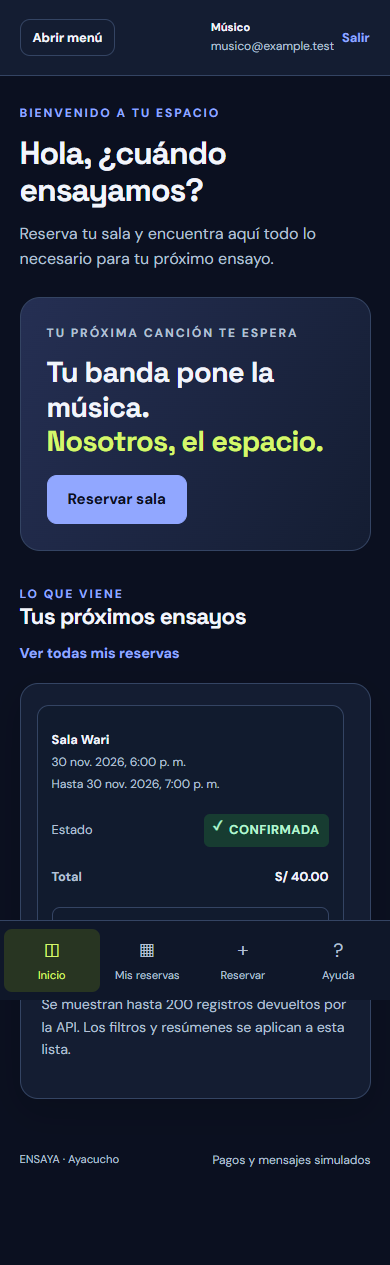 Abrir menú
Músico
musico@example.test
Salir
BIENVENIDO A TU ESPACIO
Hola, ¿cuándo
ensayamos?
Reserva tu sala y encuentra aquí todo lo
necesario para tu próximo ensayo.
TU PRÓXIMA CANCIÓN TE ESPERA
Tu banda pone la
música.
Nosotros, el espacio.
Reservar sala
LO QUE VIENE
Tus próximos ensayos
Ver todas mis reservas
Sala Wari
30 nov. 2026, 6:00 p. m.
Hasta 30 nov. 2026, 7:00 p. m.
Estado
✓ CONFIRMADA
Total
S/ 40.00
Inicio
Mis reservas
Reservar
Ayuda
Se muestran hasta 200 registros devueltos por
la API. Los filtros y resúmenes se aplican a esta
lista.
ENSAYA · Ayacucho
Pagos y mensajes simulados